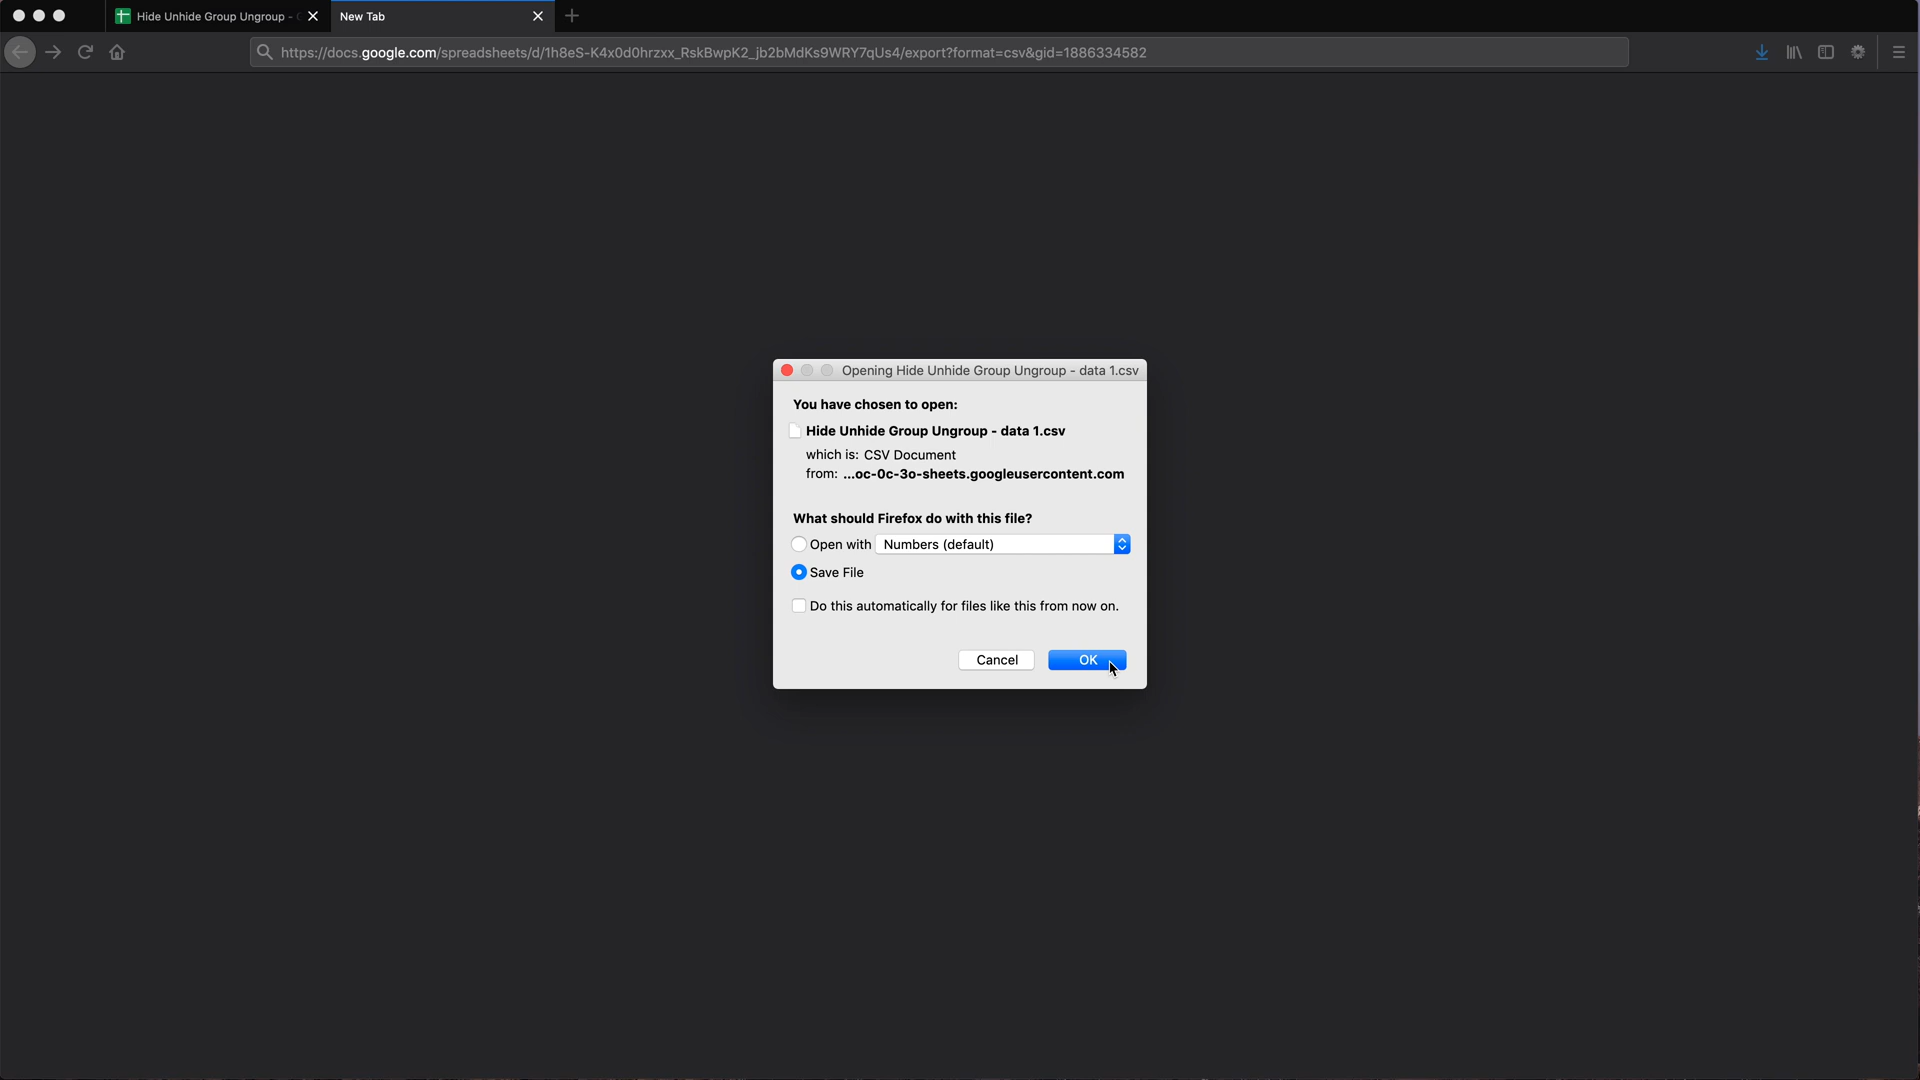 Hide Unhide Group Ungroup -
New Tab
https://docs.google.com/spreadsheets/d/1h8eS-K4x0d0hrzxx_RskBwpK2_jb2bMdKs9WRY7qUs4/export?format=csv&gid=1886334582
Opening Hide Unhide Group Ungroup - data 1.csv
You have chosen to open:
Hide Unhide Group Ungroup - data 1.csv
which is: CSV Document
from: ...oc-0c-3o-sheets.googleusercontent.com
What should Firefox do with this file?
Open with Numbers (default)
Save File
Do this automatically for files like this from now on.
Cancel OK